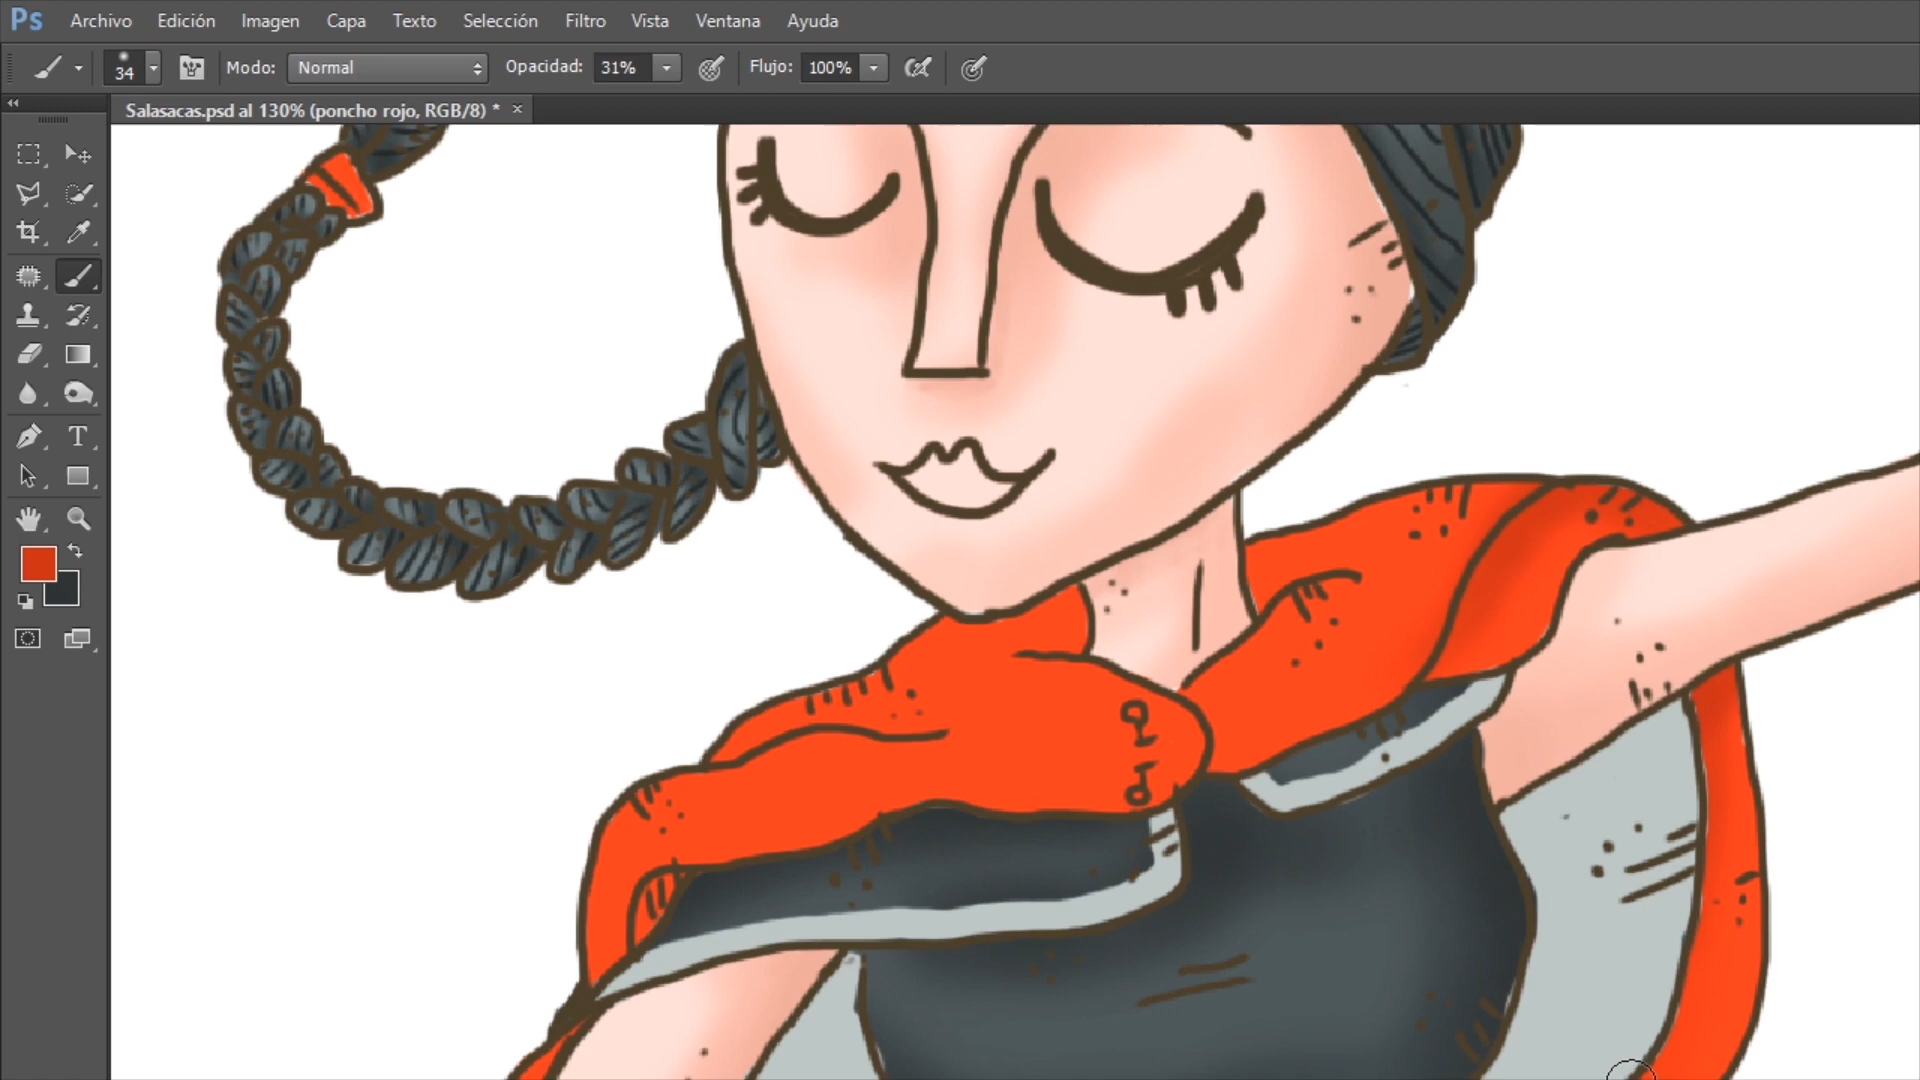 Ps Archivo Edición Imagen Capa Texto Selección Filtro Vista Ventana Ayuda
34 Modo: Normal Opacidad: 31% Flujo: 100%
Salasacas.psd al 130% (poncho rojo, RGB/8) * ×
T